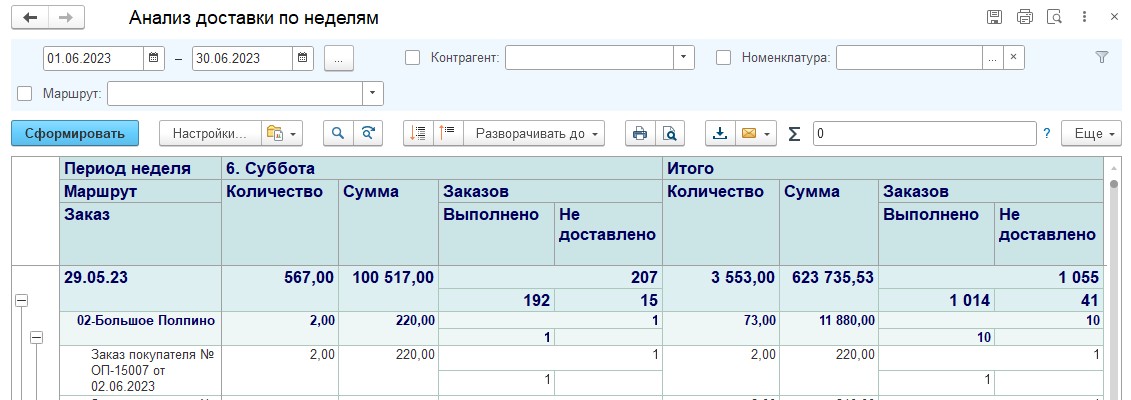 Анализ доставки по неделям
01.06.2023 – 30.06.2023 ... Контрагент: Номенклатура: ... ×
Маршрут:
Сформировать Настройки... Разворачивать до Σ 0 ? Еще
Период неделя 6. Суббота Итого
Маршрут Количество Сумма Заказов Количество Сумма Заказов
Заказ Выполнено Не доставлено Выполнено Не доставлено
29.05.23 567,00 100 517,00 207 3 553,00 623 735,53 1 055
192 15 1 014 41
02-Большое Полпино 2,00 220,00 1 73,00 11 880,00 10
1 10
Заказ покупателя № 2,00 220,00 1 2,00 220,00 1
ОП-15007 от 1 1
02.06.2023